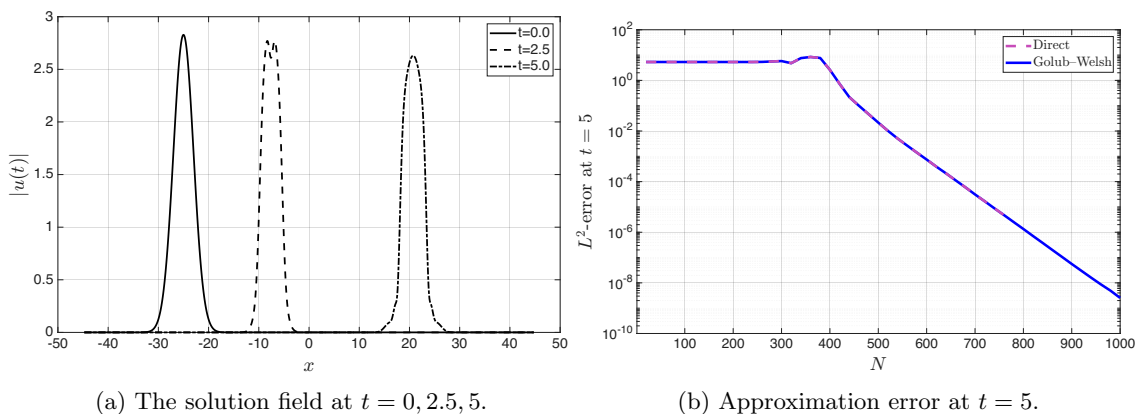 3
2.5
2
1.5
1
0.5
0
|u(t)|
t=0.0
t=2.5
t=5.0
-50 -40 -30 -20 -10 0 10 20 30 40 50
x
(a) The solution field at t = 0, 2.5, 5.
10^2
10^0
10^-2
10^-4
10^-6
10^-8
10^-10
L^2-error at t = 5
Direct
Golub–Welsh
100 200 300 400 500 600 700 800 900 1000
N
(b) Approximation error at t = 5.